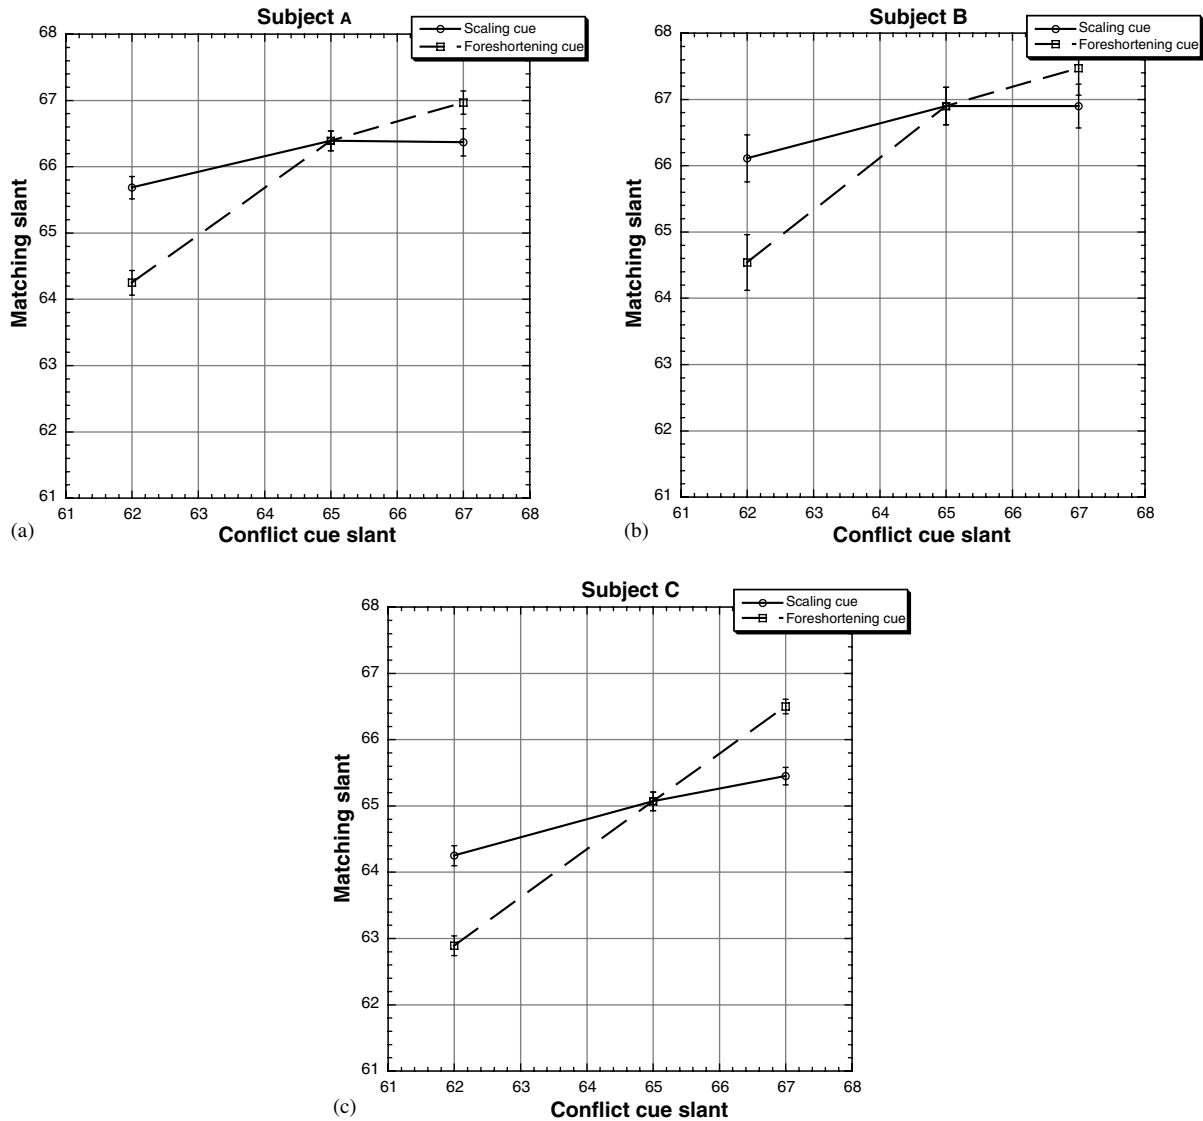 Subject A
Scaling cue
Foreshortening cue
68
67
66
65
64
63
62
61
Matching slant
61 62 63 64 65 66 67 68
Conflict cue slant
(a)
Subject B
Scaling cue
Foreshortening cue
68
67
66
65
64
63
62
61
Matching slant
61 62 63 64 65 66 67 68
Conflict cue slant
(b)
Subject C
Scaling cue
Foreshortening cue
68
67
66
65
64
63
62
61
Matching slant
61 62 63 64 65 66 67 68
Conflict cue slant
(c)